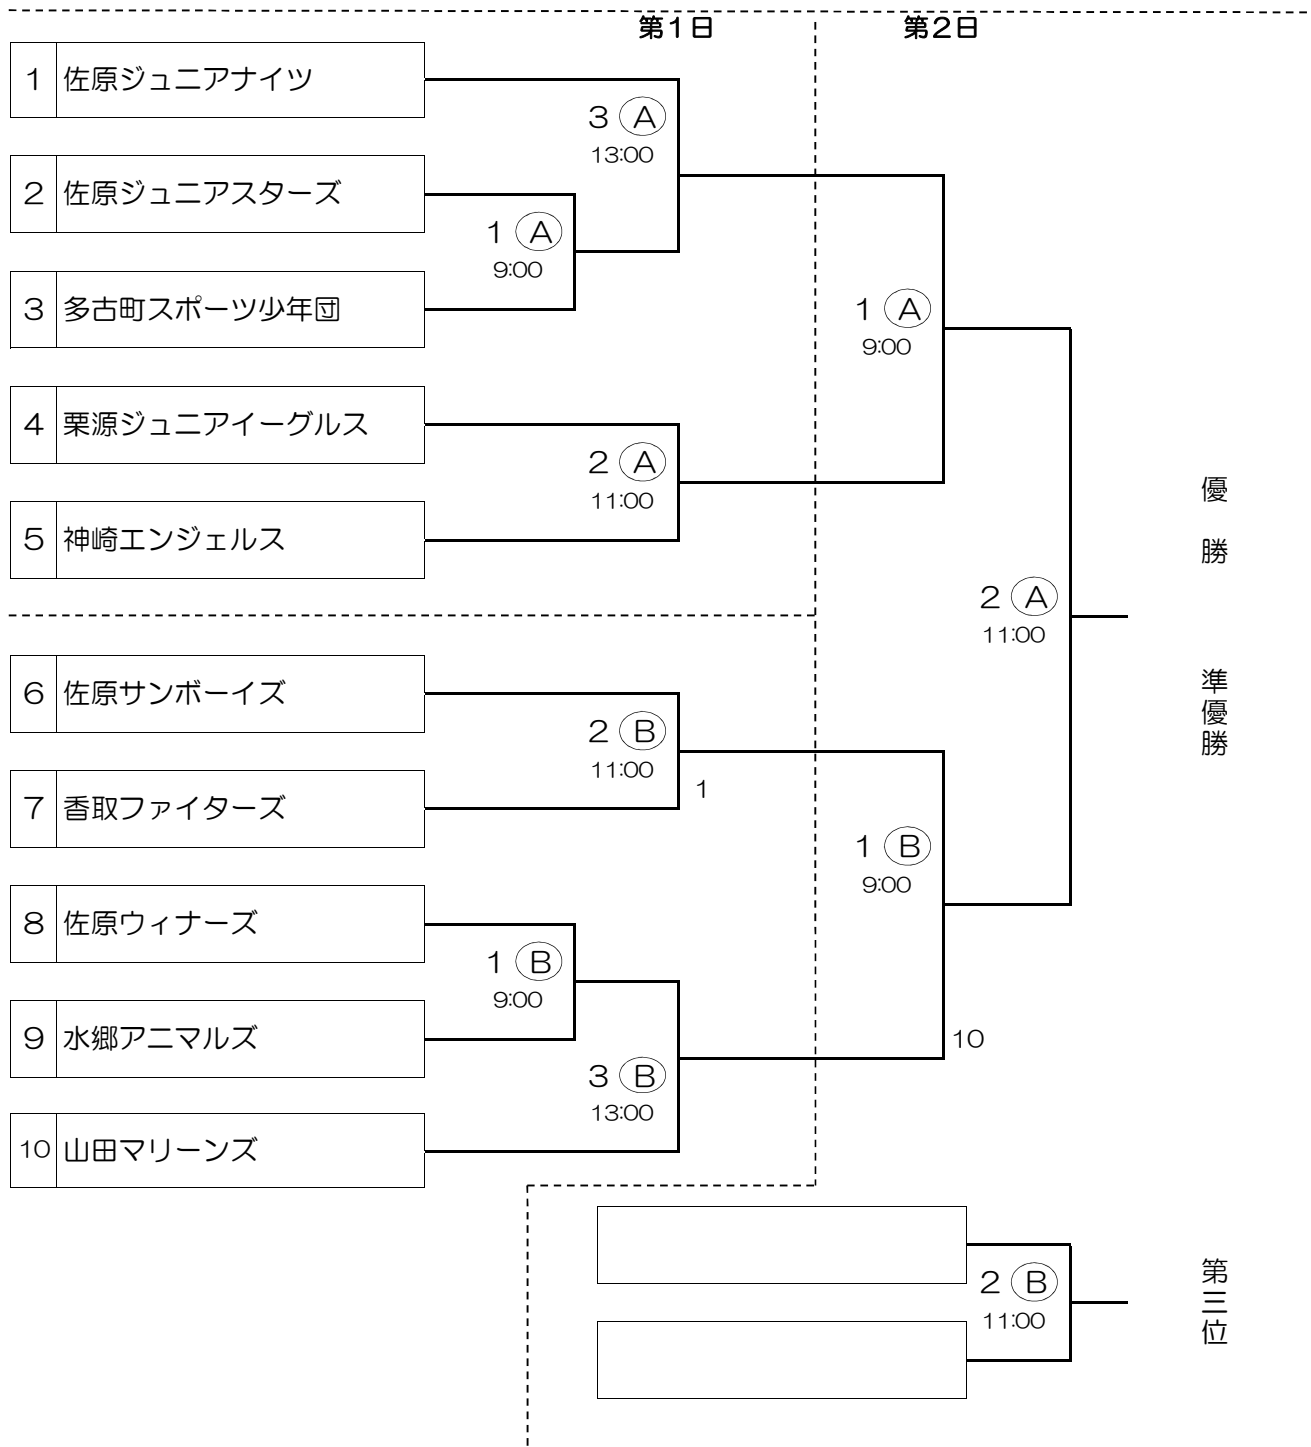 第1日 第2日
1 佐原ジュニアナイツ
3 A
13:00
2 佐原ジュニアスターズ
1 A
9:00
3 多古町スポーツ少年団
1 A
9:00
4 栗源ジュニアイーグルス
2 A
11:00
5 神崎エンジェルス
優勝
2 A
11:00
6 佐原サンボーイズ
2 B
11:00
準優勝
7 香取ファイターズ
1
1 B
9:00
8 佐原ウィナーズ
1 B
9:00
9 水郷アニマルズ
10
3 B
13:00
10 山田マリーンズ
2 B
11:00
第三位